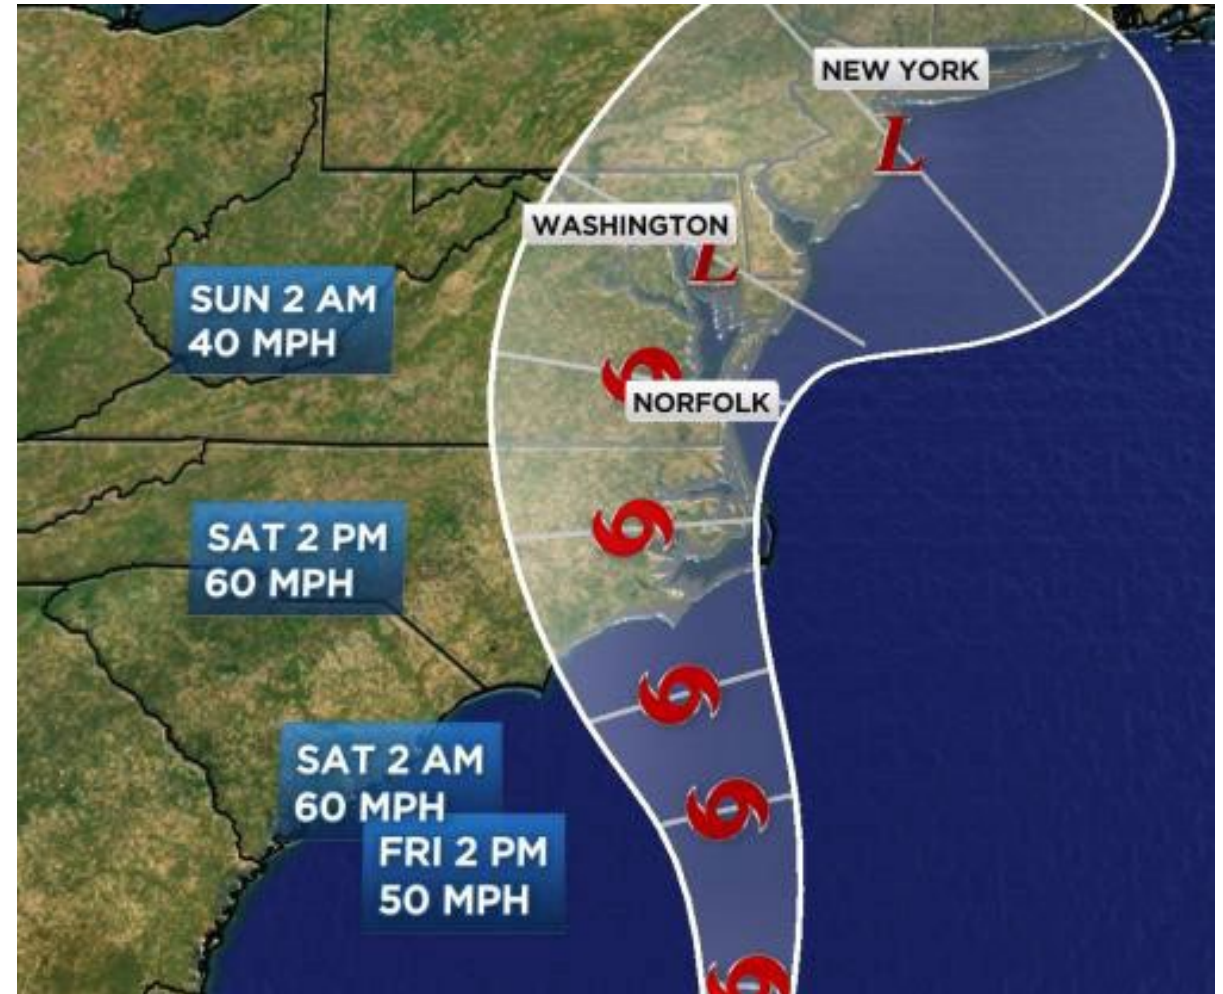 NEW YORK
L
WASHINGTON
L
SUN 2 AM
40 MPH
NORFOLK
SAT 2 PM
60 MPH
SAT 2 AM
60 MPH
FRI 2 PM
50 MPH